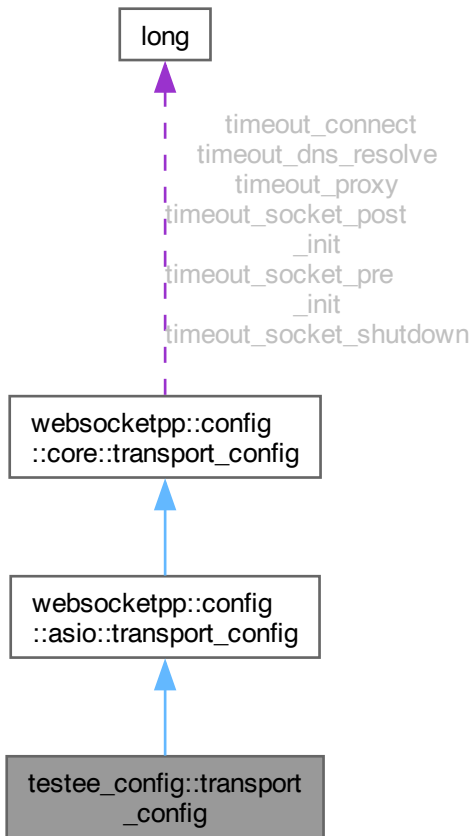 long
timeout_connect
timeout_dns_resolve
timeout_proxy
timeout_socket_post
_init
timeout_socket_pre
_init
timeout_socket_shutdown
websocketpp::config
::core::transport_config
websocketpp::config
::asio::transport_config
testee_config::transport
_config